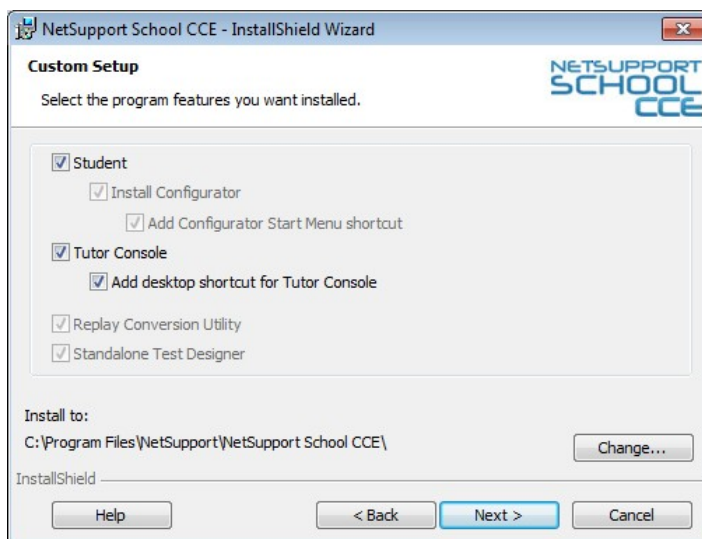 NetSupport School CCE - InstallShield Wizard
Custom Setup
Select the program features you want installed.
NETSUPPORT
SCHOOL
CCE
Student
Install Configurator
Add Configurator Start Menu shortcut
Tutor Console
Add desktop shortcut for Tutor Console
Replay Conversion Utility
Standalone Test Designer
Install to:
C:\Program Files\NetSupport\NetSupport School CCE\
Change...
InstallShield
Help
< Back
Next >
Cancel